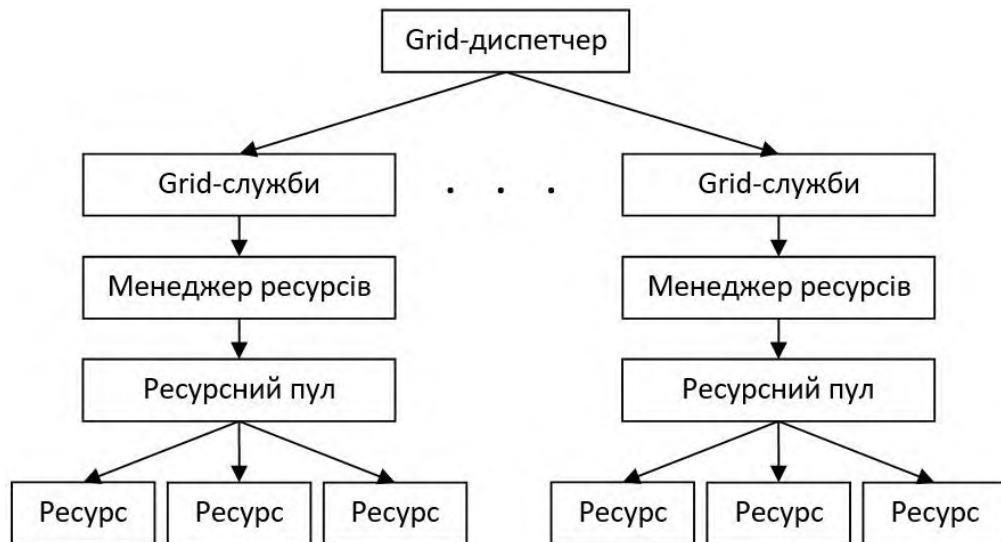 Grid-диспетчер
Grid-служби . . . Grid-служби
Менеджер ресурсів Менеджер ресурсів
Ресурсний пул Ресурсний пул
Ресурс Ресурс Ресурс Ресурс Ресурс Ресурс